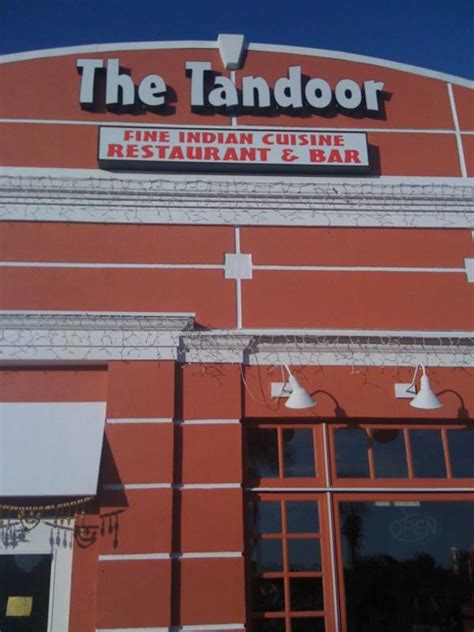 The Tandoor
FINE INDIAN CUISINE
RESTAURANT & BAR
OPEN